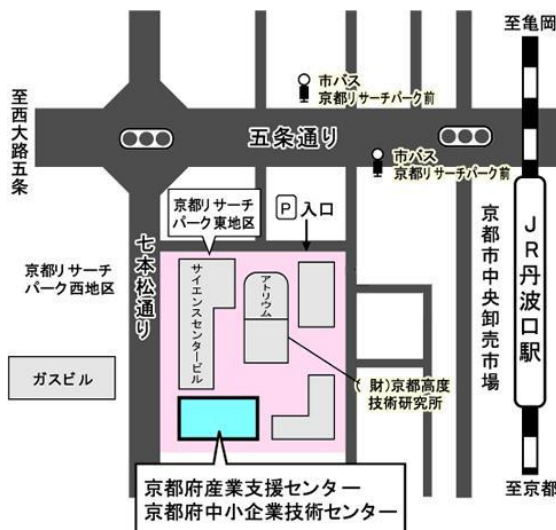 至亀岡
市バス
京都リサーチパーク前
至西大路五条
五条通り
市バス
京都リサーチパーク前
京都リサーチ
パーク東地区
P 入口
七本松通り
京都リサーチ
パーク西地区
サイエンスセンタービル
アトリウム
京都市中央卸売市場
JR丹波口駅
ガスビル
(財)京都高度
技術研究所
京都府産業支援センター
京都府中小企業技術センター
至京都